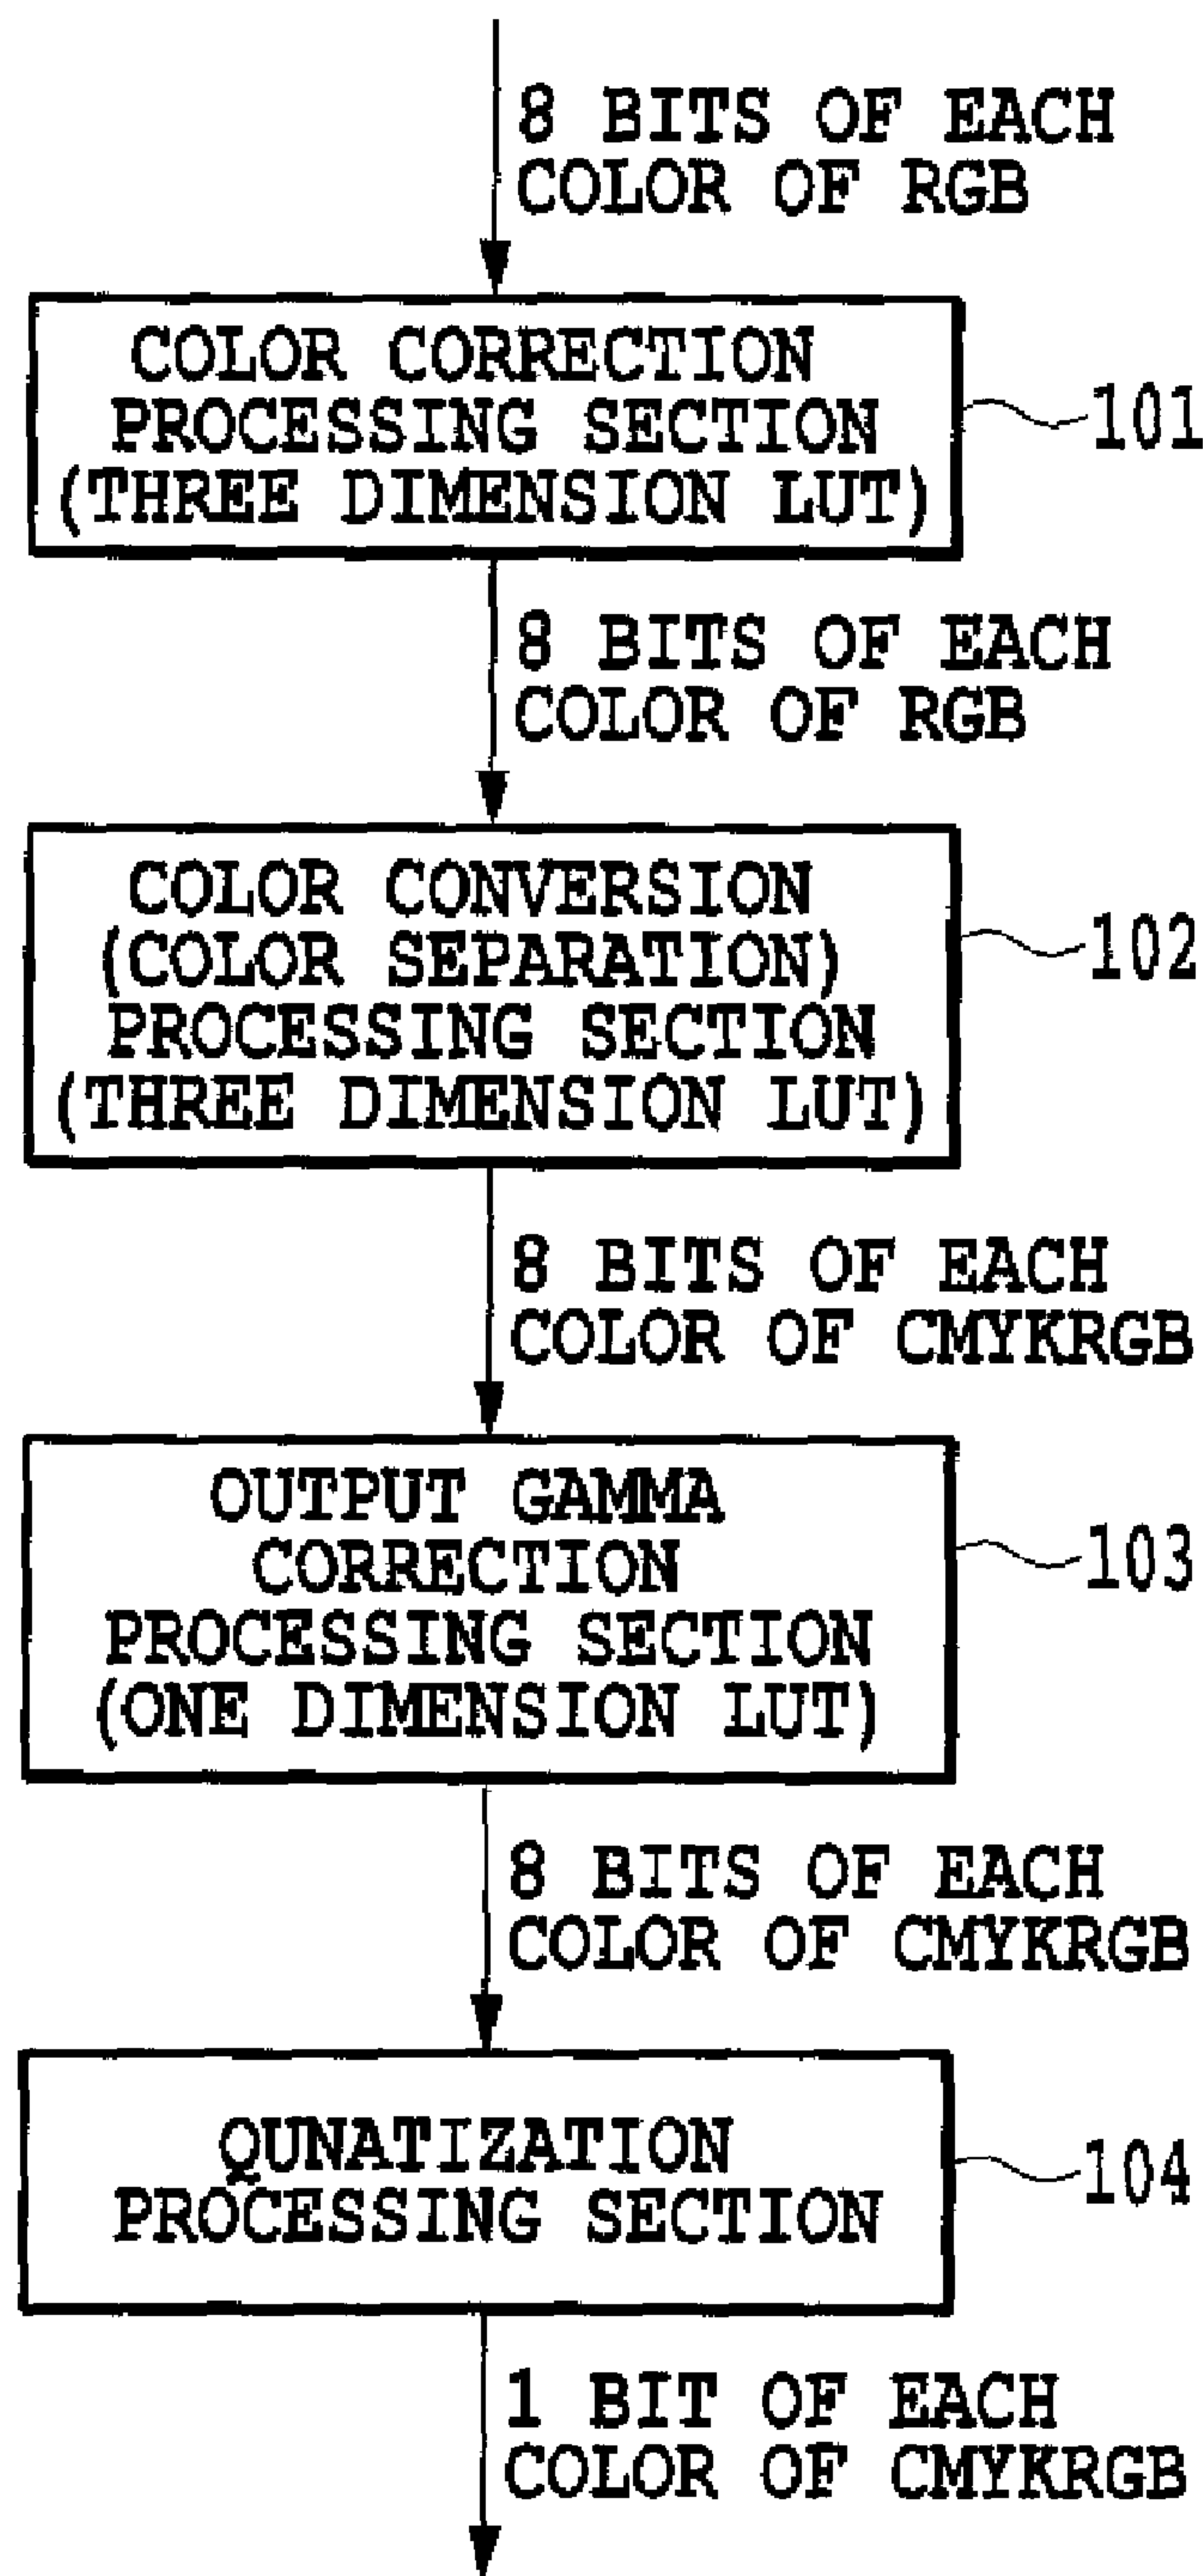 8 BITS OF EACH
COLOR OF RGB
COLOR CORRECTION
PROCESSING SECTION
(THREE DIMENSION LUT)
101
8 BITS OF EACH
COLOR OF RGB
COLOR CONVERSION
(COLOR SEPARATION)
PROCESSING SECTION
(THREE DIMENSION LUT)
102
8 BITS OF EACH
COLOR OF CMYKRGB
OUTPUT GAMMA
CORRECTION
PROCESSING SECTION
(ONE DIMENSION LUT)
103
8 BITS OF EACH
COLOR OF CMYKRGB
QUNATIZATION
PROCESSING SECTION
104
1 BIT OF EACH
COLOR OF CMYKRGB